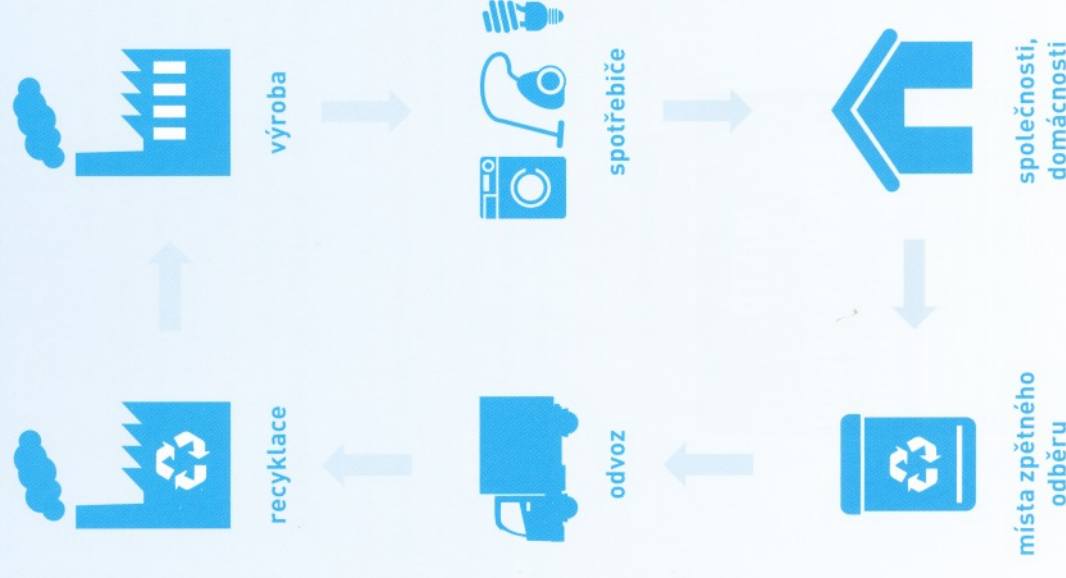 recyklace
výroba
odvoz
spotřebiče
místa zpětného
odběru
společnosti,
domácnosti